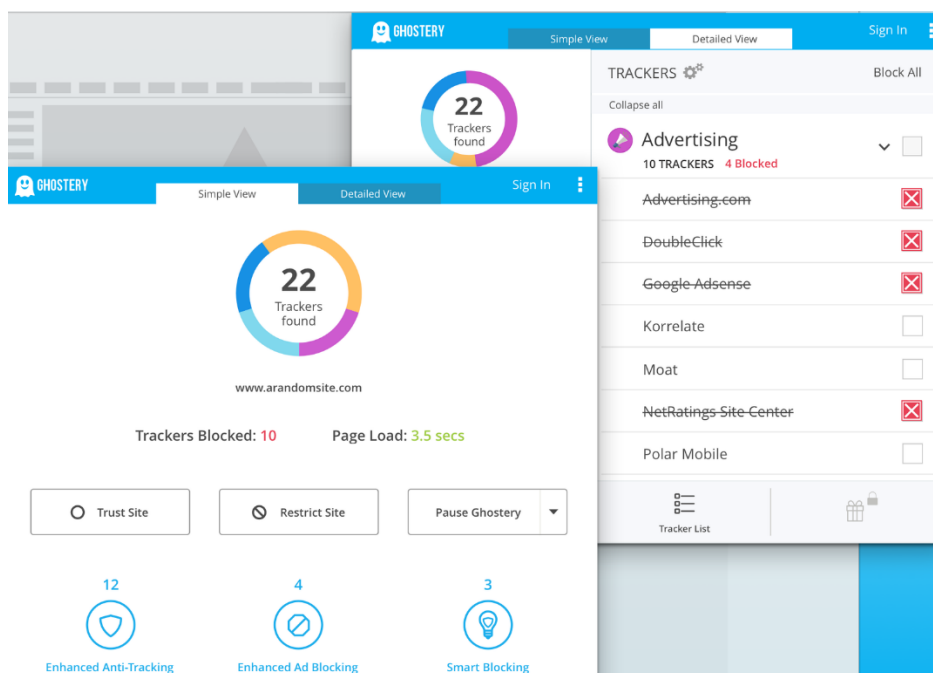 GHOSTERY
Simple View
Detailed View
Sign In
22
Trackers
found
TRACKERS
Block All
Collapse all
Advertising
10 TRACKERS 4 Blocked
Advertising.com
DoubleClick
Google Adsense
Korrelate
Moat
NetRatings Site Center
Polar Mobile
Tracker List
GHOSTERY
Simple View
Detailed View
Sign In
22
Trackers
found
www.arandomsite.com
Trackers Blocked: 10 Page Load: 3.5 secs
Trust Site
Restrict Site
Pause Ghostery
12
4
3
Enhanced Anti-Tracking
Enhanced Ad Blocking
Smart Blocking